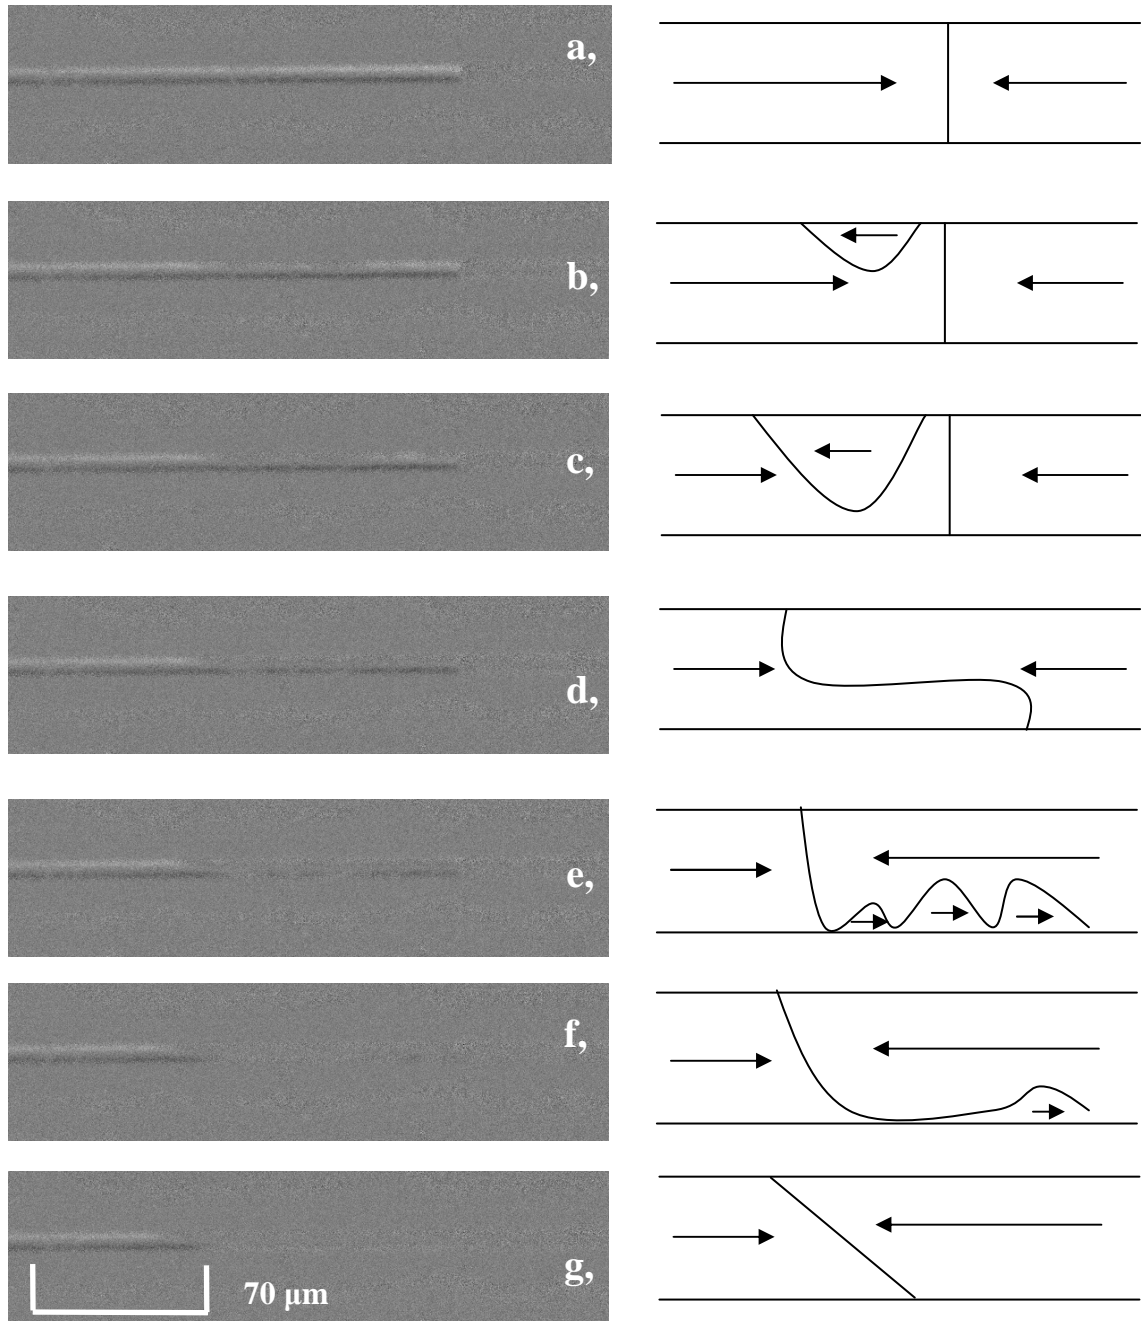 a,
b,
c,
d,
e,
f,
g,
70 μm